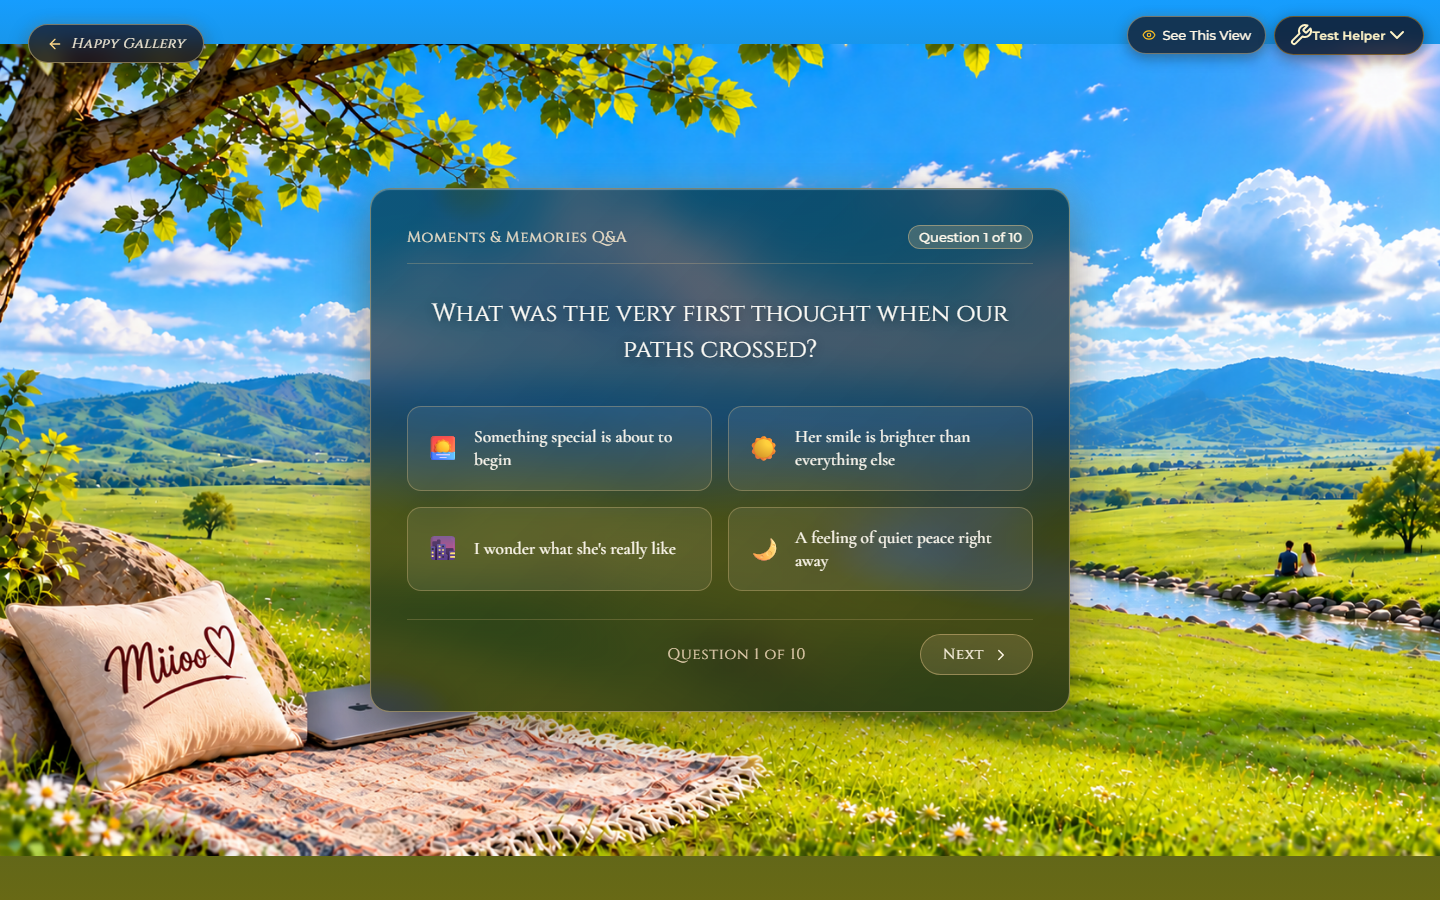 Happy Gallery
See This View
Test Helper
Moments & Memories Q&A
Question 1 of 10
What was the very first thought when our
paths crossed?
Something special is about to
begin
Her smile is brighter than
everything else
I wonder what she's really like
A feeling of quiet peace right
away
Question 1 of 10
Next
Miioo